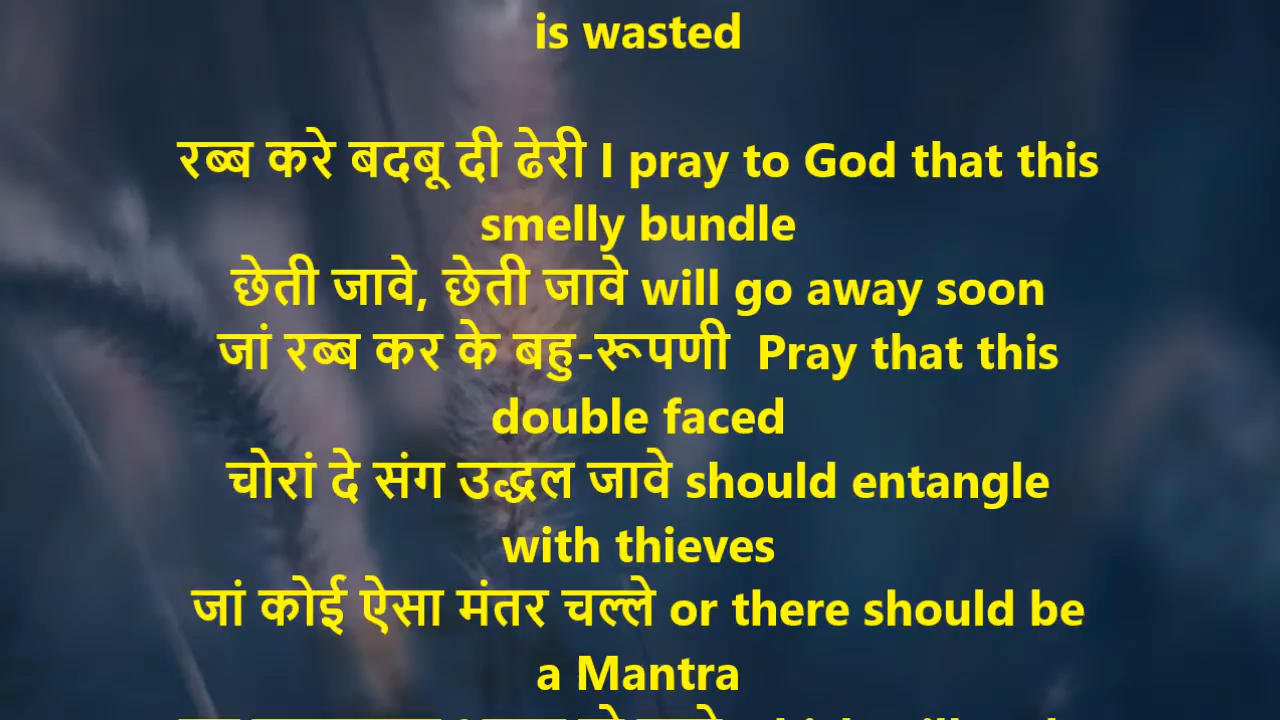 is wasted
रब्ब करे बदबू दी ढेरी I pray to God that this
smelly bundle
छेती जावे, छेती जावे will go away soon
जां रब्ब कर के बहु-रूपणी Pray that this
double faced
चोरां दे संग उद्धल जावे should entangle
with thieves
जां कोई ऐसा मंतर चल्ले or there should be
a Mantra